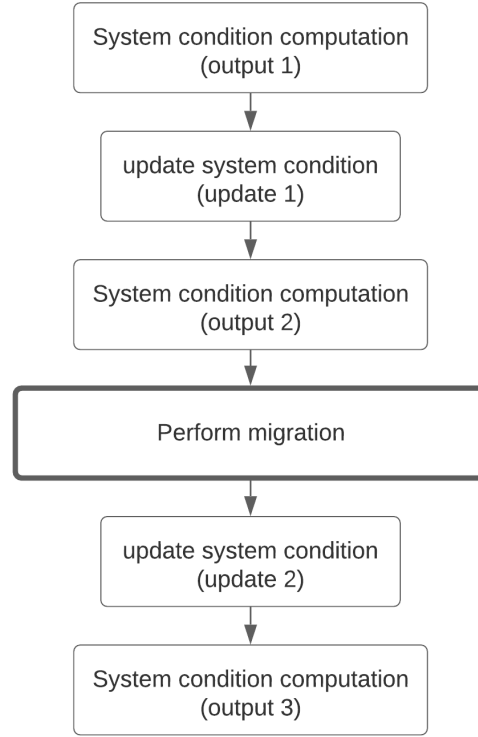 System condition computation
(output 1)
update system condition
(update 1)
System condition computation
(output 2)
Perform migration
update system condition
(update 2)
System condition computation
(output 3)